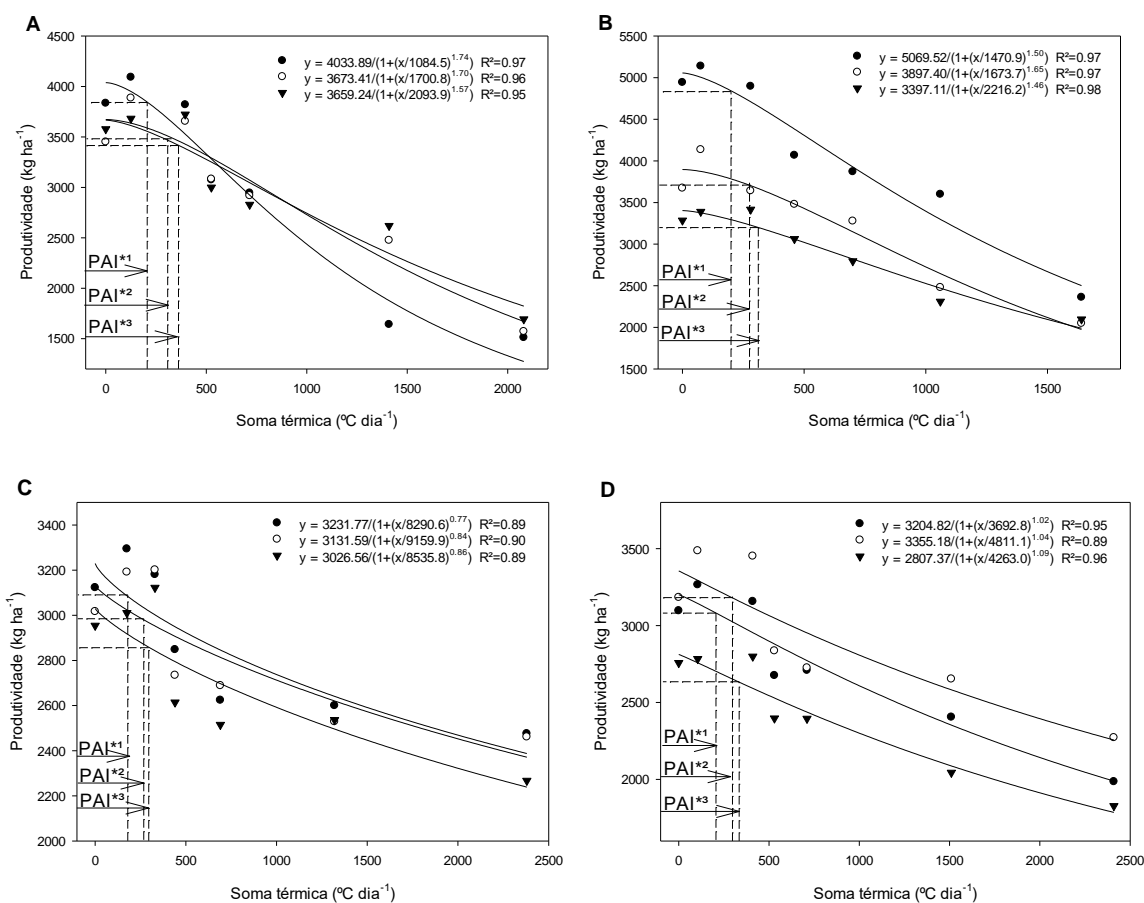 A
y = 4033.89/(1+(x/1084.5)^1.74) R²=0.97
y = 3673.41/(1+(x/1700.8)^1.70) R²=0.96
y = 3659.24/(1+(x/2093.9)^1.57) R²=0.95
4500
4000
3500
3000
2500
2000
1500
Produtividade (kg ha⁻¹)
PAI*¹
PAI*²
PAI*³
0 500 1000 1500 2000
Soma térmica (ºC dia⁻¹)
B
y = 5069.52/(1+(x/1470.9)^1.50) R²=0.97
y = 3897.40/(1+(x/1673.7)^1.65) R²=0.97
y = 3397.11/(1+(x/2216.2)^1.46) R²=0.98
5000
4500
4000
3500
3000
2500
2000
1500
Produtividade (kg ha⁻¹)
PAI*¹
PAI*²
PAI*³
0 500 1000 1500
Soma térmica (ºC dia⁻¹)
C
y = 3231.77/(1+(x/8290.6)^0.77) R²=0.89
y = 3131.59/(1+(x/9159.9)^0.84) R²=0.90
y = 3026.56/(1+(x/8535.8)^0.86) R²=0.89
3400
3200
3000
2800
2600
2400
2200
2000
Produtividade (kg ha⁻¹)
PAI*¹
PAI*²
PAI*³
0 500 1000 1500 2000 2500
Soma térmica (ºC dia⁻¹)
D
y = 3204.82/(1+(x/3692.8)^1.02) R²=0.95
y = 3355.18/(1+(x/4811.1)^1.04) R²=0.89
y = 2807.37/(1+(x/4263.0)^1.09) R²=0.96
3500
3000
2500
2000
Produtividade (kg ha⁻¹)
PAI*¹
PAI*²
PAI*³
0 500 1000 1500 2000 2500
Soma térmica (ºC dia⁻¹)